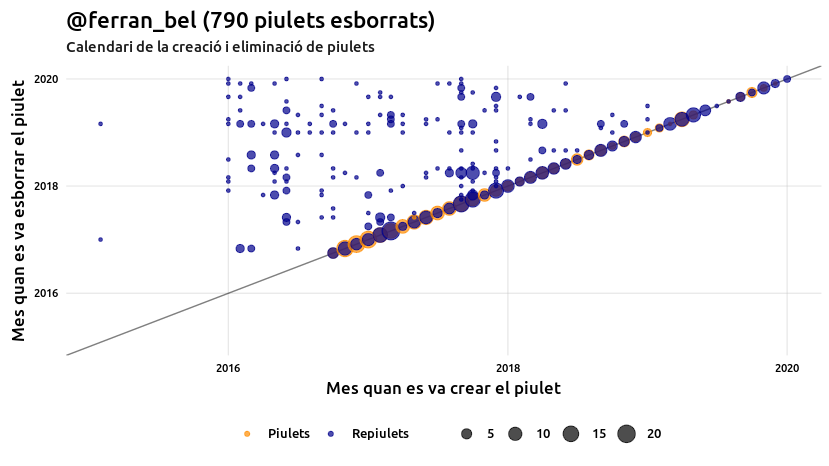 @ferran_bel (790 piulets esborrats)
Calendari de la creació i eliminació de piulets
Mes quan es va esborrar el piulet
2020
2018
2016
2016
2018
2020
Mes quan es va crear el piulet
Piulets
Repiulets
5
10
15
20